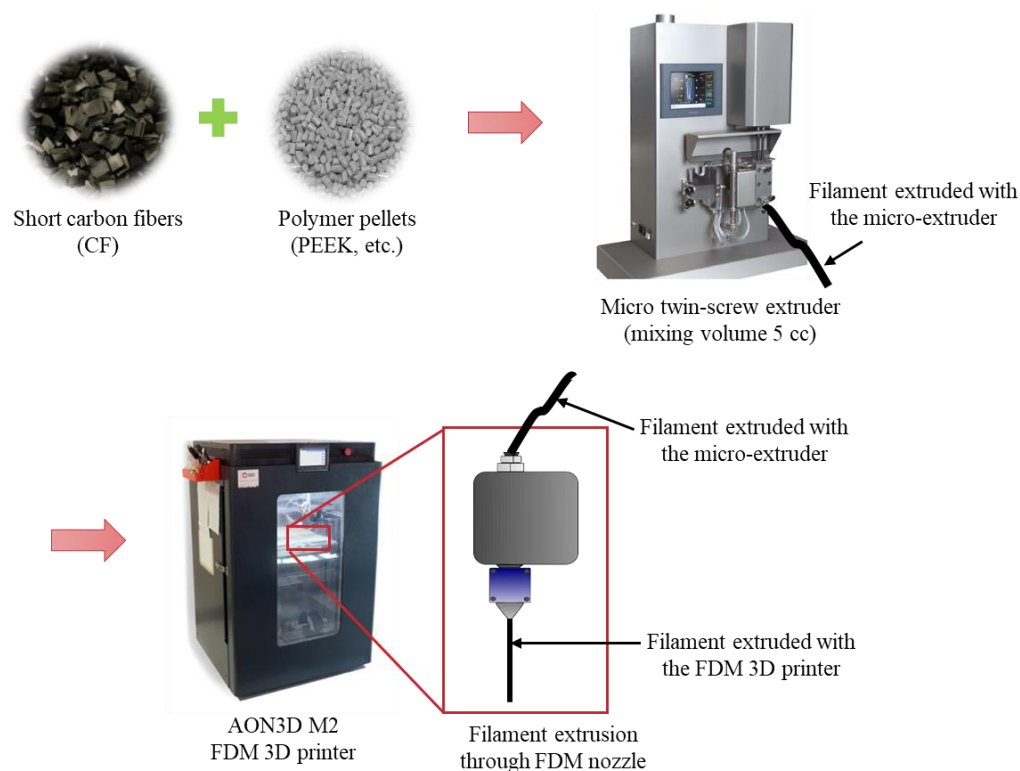 Short carbon fibers
(CF)
Polymer pellets
(PEEK, etc.)
Filament extruded with
the micro-extruder
Micro twin-screw extruder
(mixing volume 5 cc)
Filament extruded with
the micro-extruder
Filament extruded with
the FDM 3D printer
AON3D M2
FDM 3D printer
Filament extrusion
through FDM nozzle